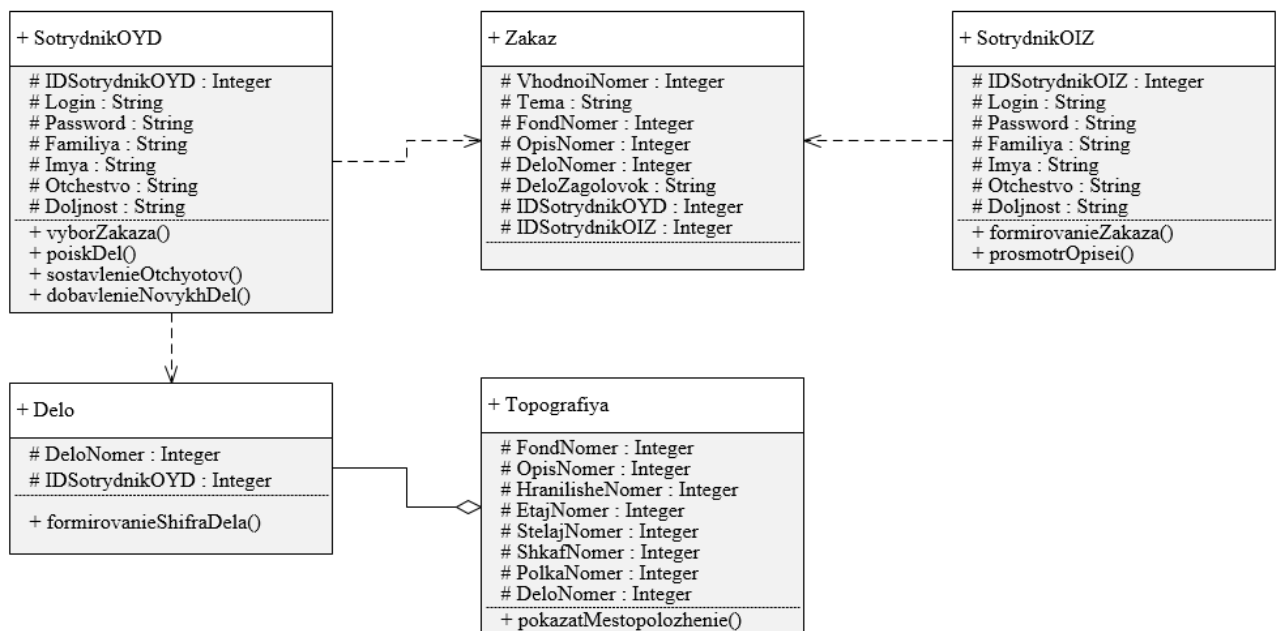 + SotrydnikOYD
# IDSotrydnikOYD : Integer
# Login : String
# Password : String
# Familiya : String
# Imya : String
# Otchestvo : String
# Doljnost : String
+ vyborZakaza()
+ poiskDel()
+ sostavlenieOtchyotov()
+ dobavlenieNovykhDel()
+ Zakaz
# VhodnoiNomer : Integer
# Tema : String
# FondNomer : Integer
# OpisNomer : Integer
# DeloNomer : Integer
# DeloZagolovok : String
# IDSotrydnikOYD : Integer
# IDSotrydnikOIZ : Integer
+ SotrydnikOIZ
# IDSotrydnikOIZ : Integer
# Login : String
# Password : String
# Familiya : String
# Imya : String
# Otchestvo : String
# Doljnost : String
+ formirovanieZakaza()
+ prosmotrOpisei()
+ Delo
# DeloNomer : Integer
# IDSotrydnikOYD : Integer
+ formirovanieShifraDela()
+ Topografiya
# FondNomer : Integer
# OpisNomer : Integer
# HranilisheNomer : Integer
# EtajNomer : Integer
# StelajNomer : Integer
# ShkafNomer : Integer
# PolkaNomer : Integer
# DeloNomer : Integer
+ pokazatMestopolozhenie()